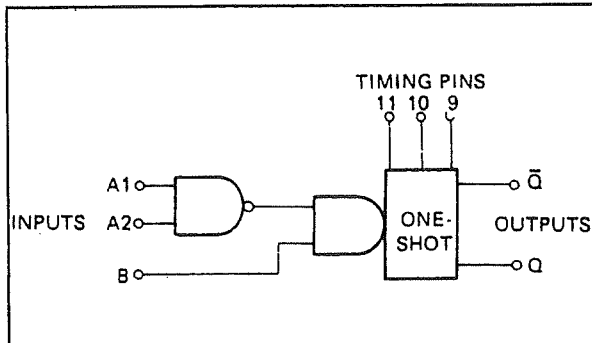 TIMING PINS
11 10 9
A1
Q̅
INPUTS A2 ONE-
SHOT OUTPUTS
B
Q